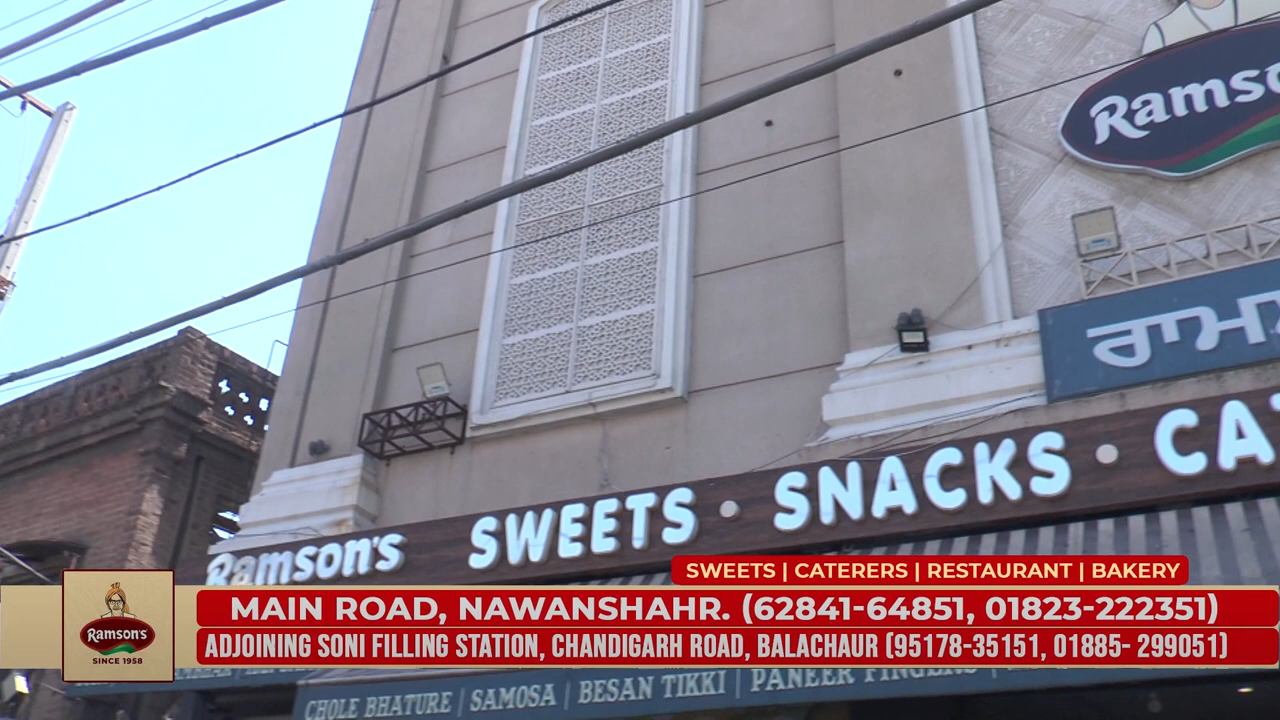 Ramso
ਰਾਮ
Ramson's SWEETS • SNACKS • CA
SWEETS | CATERERS | RESTAURANT | BAKERY
MAIN ROAD, NAWANSHAHR. (62841-64851, 01823-222351)
ADJOINING SONI FILLING STATION, CHANDIGARH ROAD, BALACHAUR (95178-35151, 01885- 299051)
Ramson's
SINCE 1958
CHOLE BHATURE | SAMOSA | BESAN TIKKI | PANEER FINGERS